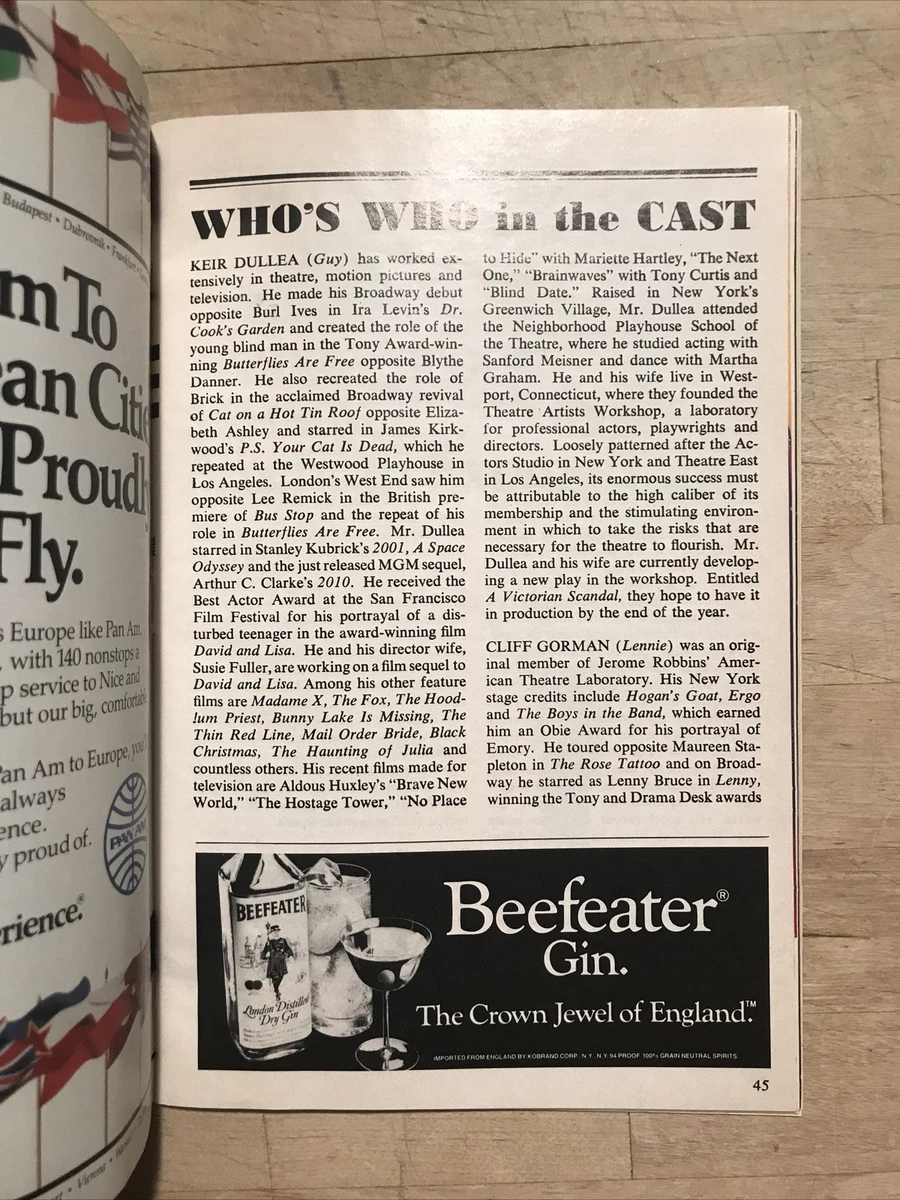 Budapest • Dubrovnik • Frankfurt
m To
can Citi
Proudl
Fly.
s Europe like Pan Am,
with 140 nonstops a
p service to Nice and
but our big, comfortab
Pan Am to Europe, you
always
ence.
y proud of.
PAN AM
erience.®
Vienna
WHO'S WHO in the CAST
KEIR DULLEA (Guy) has worked ex-
tensively in theatre, motion pictures and
television. He made his Broadway debut
opposite Burl Ives in Ira Levin's Dr.
Cook's Garden and created the role of the
young blind man in the Tony Award-win-
ning Butterflies Are Free opposite Blythe
Danner. He also recreated the role of
Brick in the acclaimed Broadway revival
of Cat on a Hot Tin Roof opposite Eliza-
beth Ashley and starred in James Kirk-
wood's P.S. Your Cat Is Dead, which he
repeated at the Westwood Playhouse in
Los Angeles. London's West End saw him
opposite Lee Remick in the British pre-
miere of Bus Stop and the repeat of his
role in Butterflies Are Free. Mr. Dullea
starred in Stanley Kubrick's 2001, A Space
Odyssey and the just released MGM sequel,
Arthur C. Clarke's 2010. He received the
Best Actor Award at the San Francisco
Film Festival for his portrayal of a dis-
turbed teenager in the award-winning film
David and Lisa. He and his director wife,
Susie Fuller, are working on a film sequel to
David and Lisa. Among his other feature
films are Madame X, The Fox, The Hood-
lum Priest, Bunny Lake Is Missing, The
Thin Red Line, Mail Order Bride, Black
Christmas, The Haunting of Julia and
countless others. His recent films made for
television are Aldous Huxley's "Brave New
World," "The Hostage Tower," "No Place
to Hide" with Mariette Hartley, "The Next
One," "Brainwaves" with Tony Curtis and
"Blind Date." Raised in New York's
Greenwich Village, Mr. Dullea attended
the Neighborhood Playhouse School of
the Theatre, where he studied acting with
Sanford Meisner and dance with Martha
Graham. He and his wife live in West-
port, Connecticut, where they founded the
Theatre Artists Workshop, a laboratory
for professional actors, playwrights and
directors. Loosely patterned after the Ac-
tors Studio in New York and Theatre East
in Los Angeles, its enormous success must
be attributable to the high caliber of its
membership and the stimulating environ-
ment in which to take the risks that are
necessary for the theatre to flourish. Mr.
Dullea and his wife are currently develop-
ing a new play in the workshop. Entitled
A Victorian Scandal, they hope to have it
in production by the end of the year.
CLIFF GORMAN (Lennie) was an orig-
inal member of Jerome Robbins' Amer-
ican Theatre Laboratory. His New York
stage credits include Hogan's Goat, Ergo
and The Boys in the Band, which earned
him an Obie Award for his portrayal of
Emory. He toured opposite Maureen Sta-
pleton in The Rose Tattoo and on Broad-
way he starred as Lenny Bruce in Lenny,
winning the Tony and Drama Desk awards
BEEFEATER
London Distilled
Dry Gin
Beefeater®
Gin.
The Crown Jewel of England.™
IMPORTED FROM ENGLAND BY KOBRAND CORP. N.Y. N.Y. 94 PROOF 100% GRAIN NEUTRAL SPIRITS
45